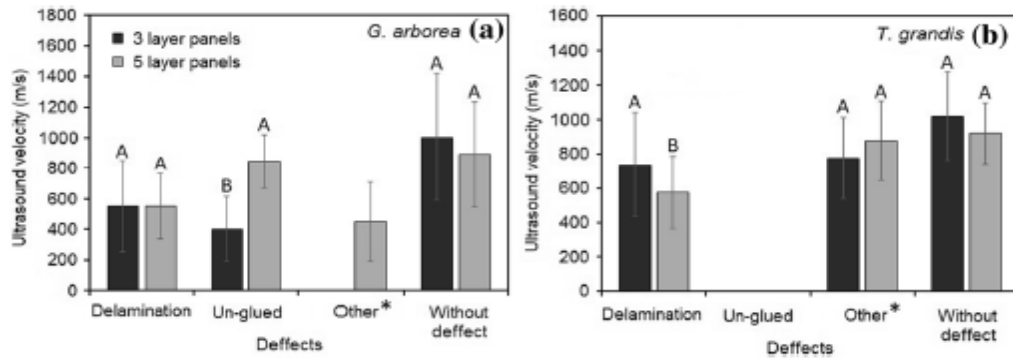 1800
1600
1400
1200
1000
800
600
400
200
0
Ultrasound velocity (m/s)
3 layer panels
5 layer panels
G. arborea (a)
A
A
B
A
A
A
Delamination
Un-glued
Other*
Without
deffect
Deffects
1600
1400
1200
1000
800
600
400
200
0
Ultrasound velocity (m/s)
T. grandis (b)
A
B
A
A
A
A
Delamination
Un-glued
Other*
Without
deffect
Deffects